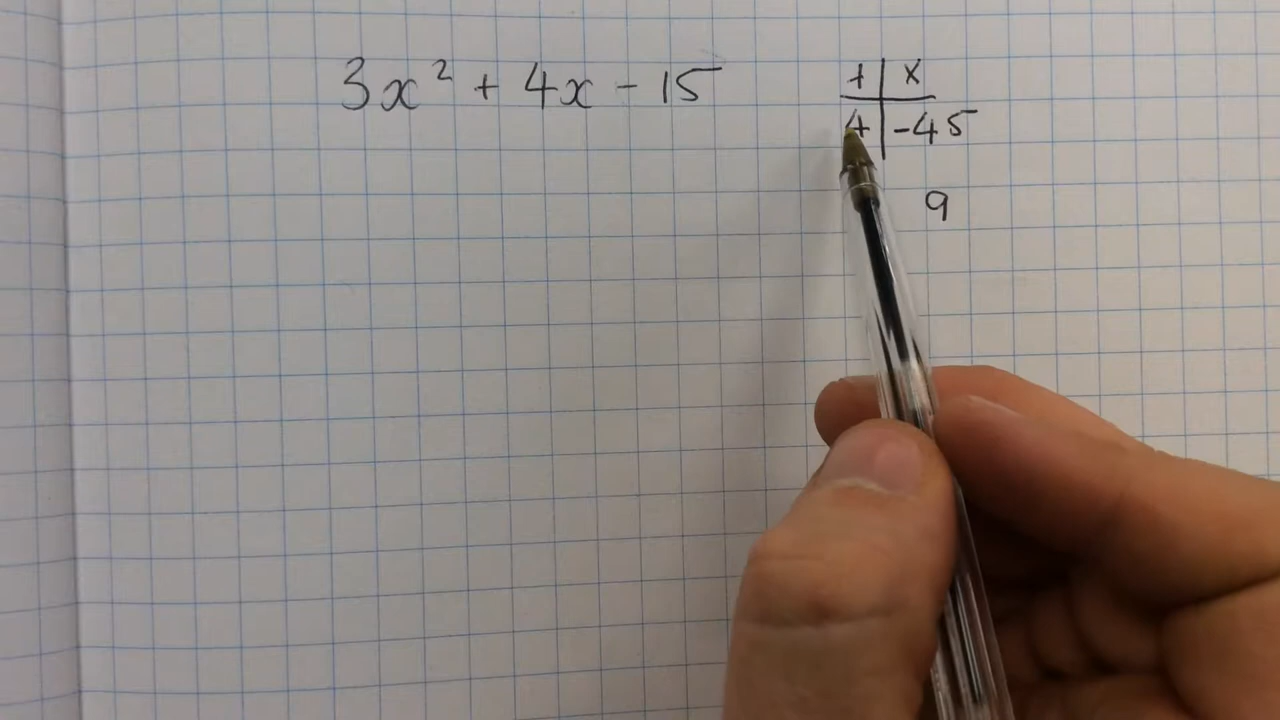 3x² + 4x - 15
+ | x
4 | -45
9